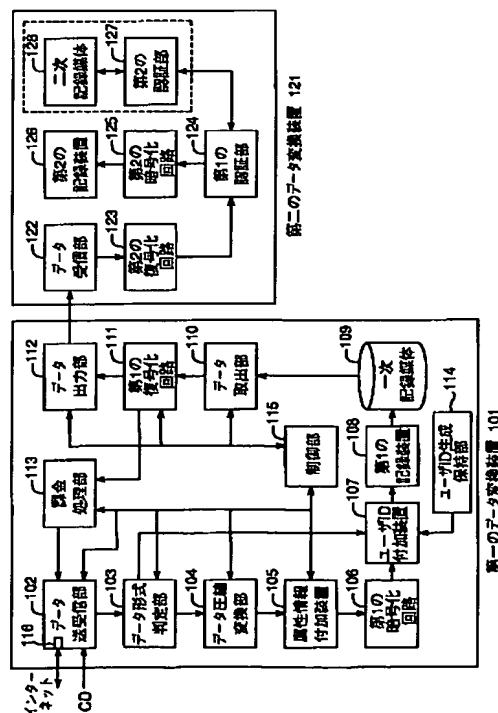 第一のデータ変換装置 101
インターネット
CD
116
102
データ送受信部
103
データ形式判定部
104
データ圧縮変換部
105
属性情報付加装置
106
第1の暗号化回路
107
ユーザID付加装置
108
第1の記録装置
109
一次記録媒体
114
ユーザID生成保持部
110
データ取出部
111
第1の復号化回路
112
データ出力部
113
課金処理部
115
制御部
第二のデータ変換装置 121
122
データ受信部
123
第2の復号化回路
124
第1の認証部
125
第2の暗号化回路
126
第2の記録装置
127
第2の認証部
128
二次記録媒体